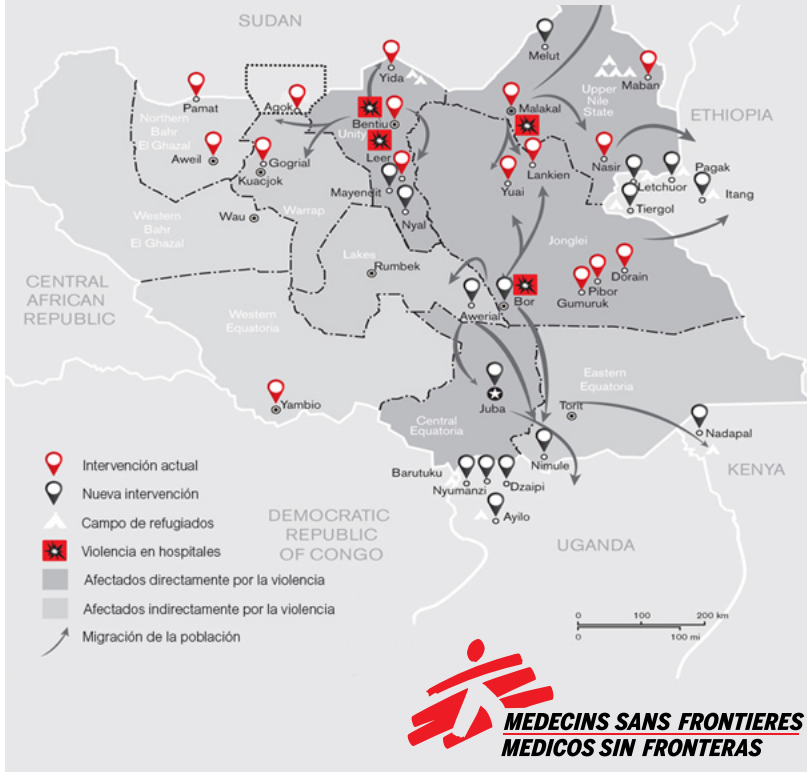 SUDAN
Melut
Yida
Pamat
Agok
Malakal
Maban
Upper
Nile
State
ETHIOPIA
Northern
Bahr
El Ghazal
Bentiu
Unity
Aweil
Gogrial
Kuacjok
Leer
Lankien
Nasir
Yuai
Mayendit
Letchuor
Pagak
Itang
Tiergol
Nyal
Warrap
Wau
Western
Bahr
El Ghazal
Lakes
Rumbek
Jonglei
Dorain
Pibor
Gumuruk
CENTRAL
AFRICAN
REPUBLIC
Bor
Awerial
Western
Equatoria
Eastern
Equatoria
Yambio
Juba
Torit
Central
Equatoria
Nadapal
Nimule
KENYA
Barutuku
Nyumanzi
Dzaipi
Ayilo
DEMOCRATIC
REPUBLIC
OF CONGO
UGANDA
Intervención actual
Nueva intervención
Campo de refugiados
Violencia en hospitales
Afectados directamente por la violencia
Afectados indirectamente por la violencia
Migración de la población
0 100 200 km
0 100 mi
MEDECINS SANS FRONTIERES
MEDICOS SIN FRONTERAS